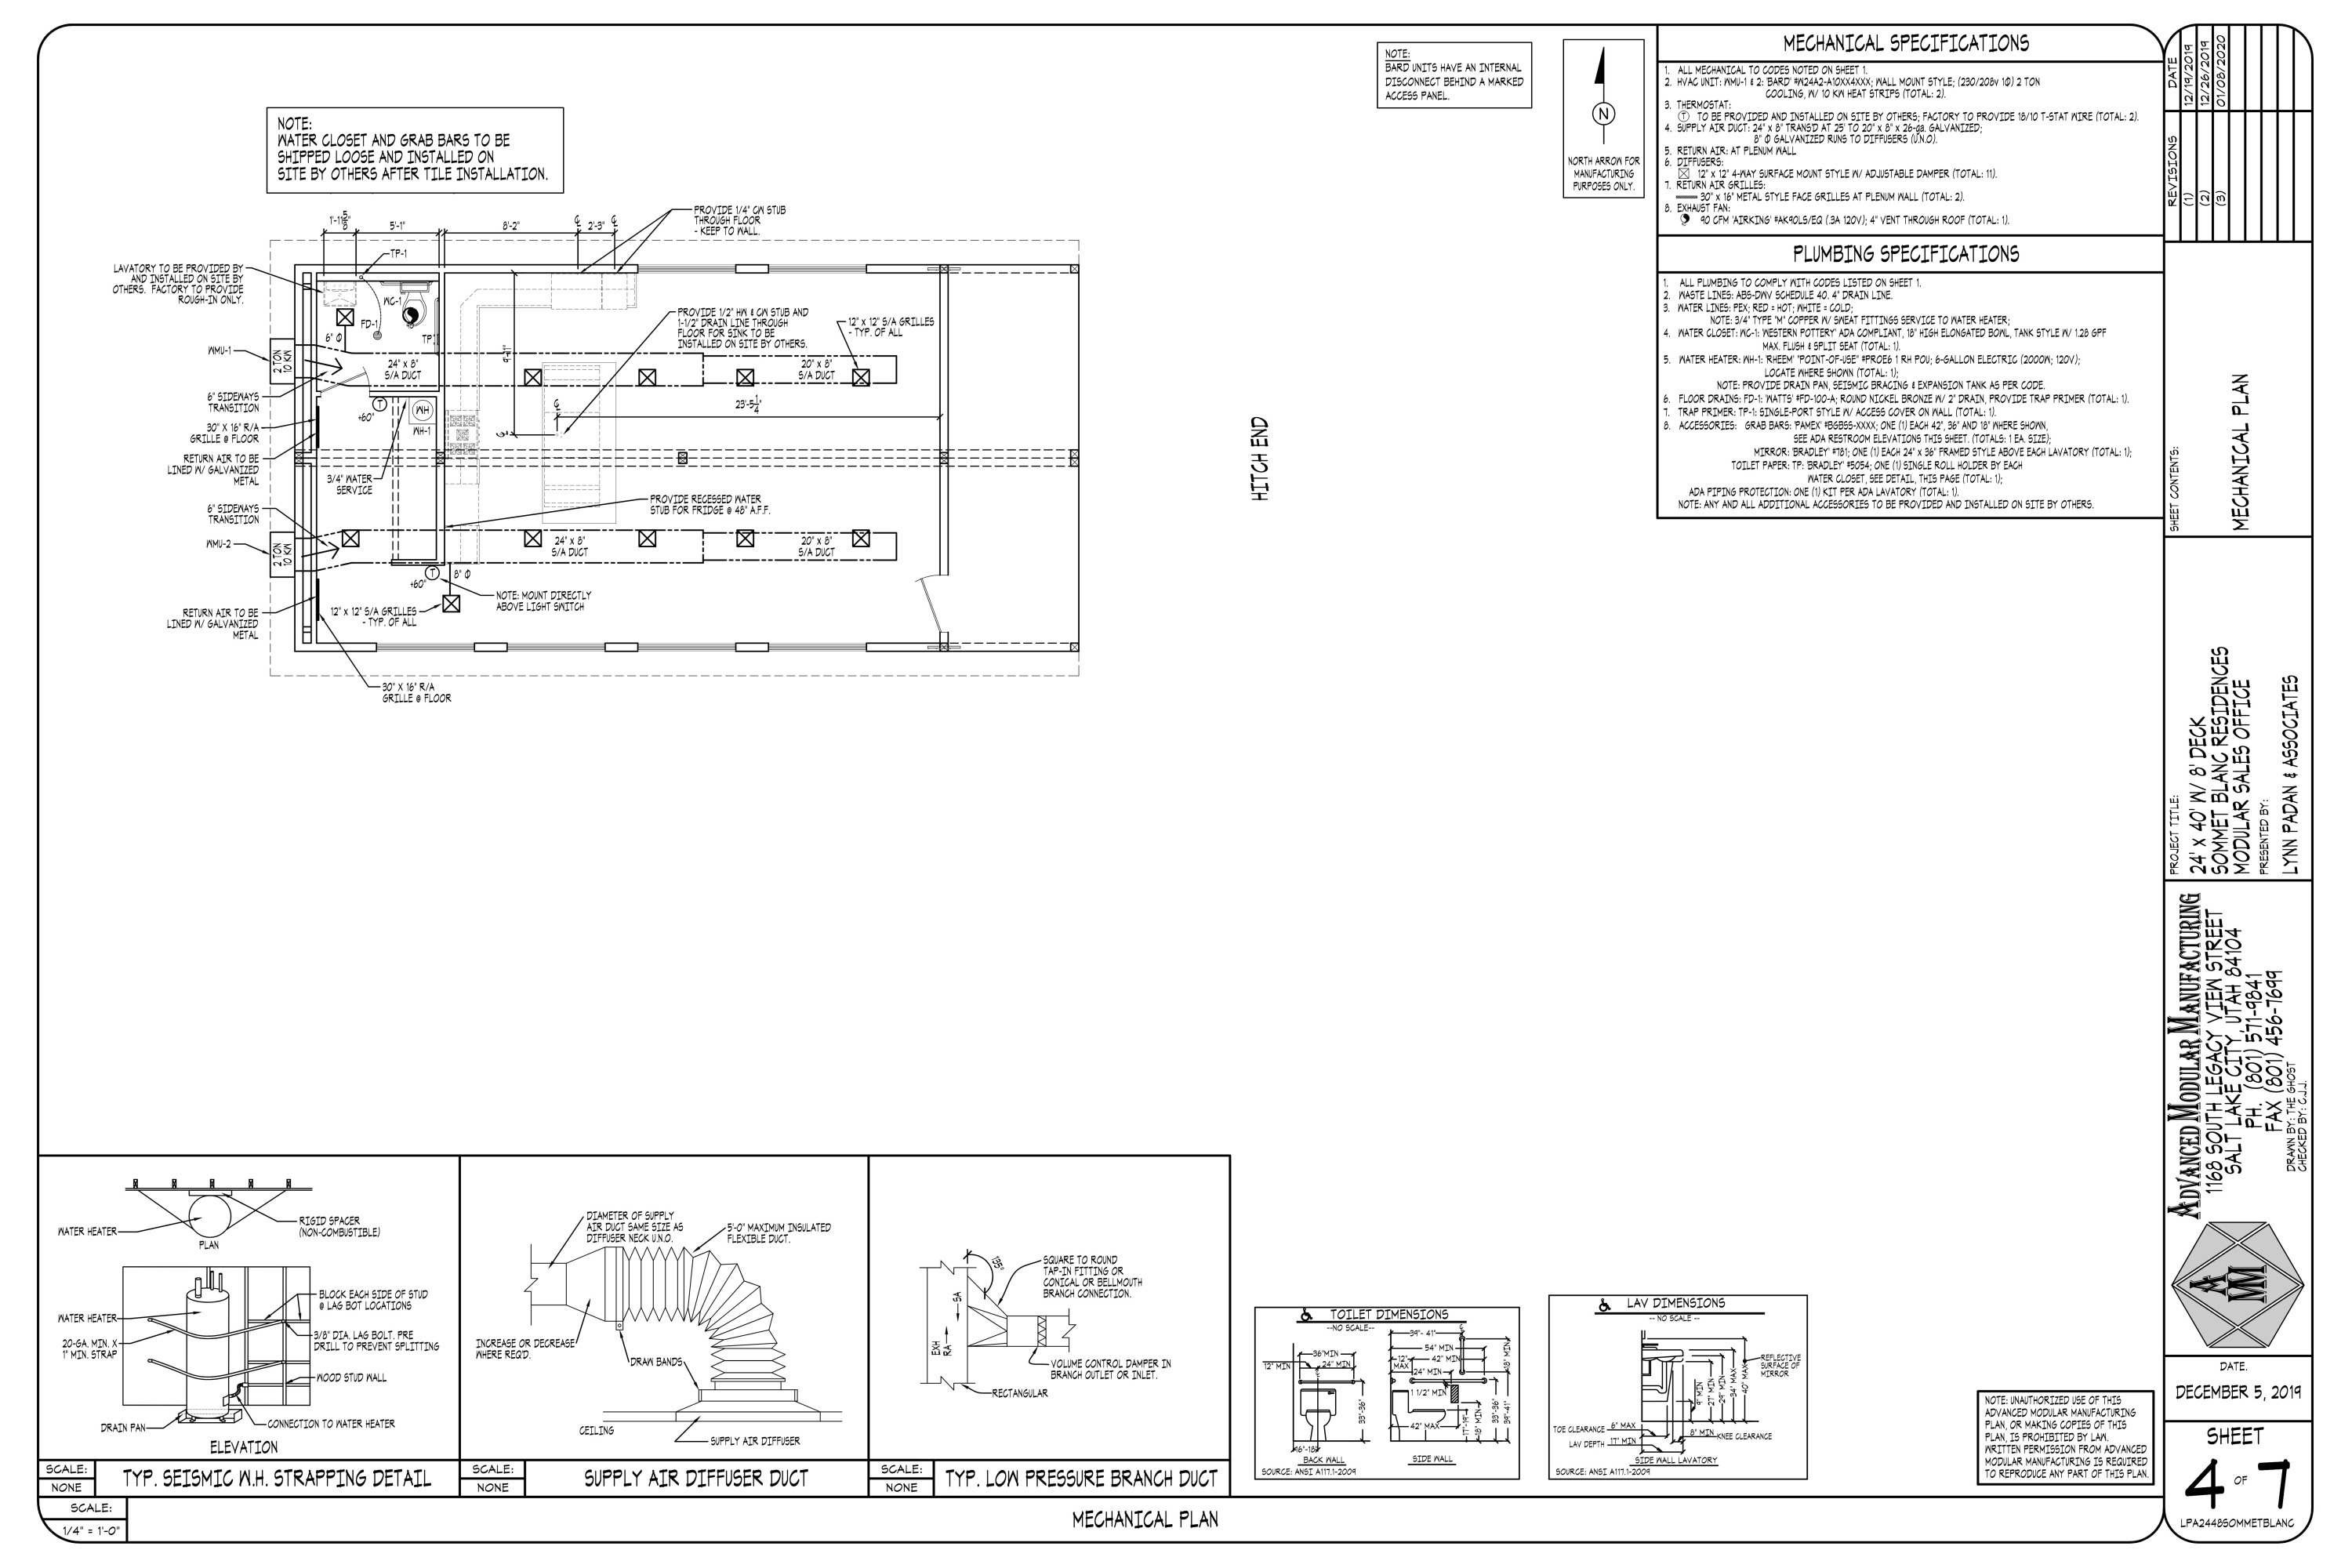 NOTE:
WATER CLOSET AND GRAB BARS TO BE
SHIPPED LOOSE AND INSTALLED ON
SITE BY OTHERS AFTER TILE INSTALLATION.
NOTE:
BARD UNITS HAVE AN INTERNAL
DISCONNECT BEHIND A MARKED
ACCESS PANEL.
N
NORTH ARROW FOR
MANUFACTURING
PURPOSES ONLY.
MECHANICAL SPECIFICATIONS
1. ALL MECHANICAL TO CODES NOTED ON SHEET 1.
2. HVAC UNIT: WMU-1 & 2: 'BARD' #W24A2-A10XX4XXX; WALL MOUNT STYLE; (230/208v 1Φ) 2 TON
COOLING, W/ 10 KW HEAT STRIPS (TOTAL: 2).
3. THERMOSTAT:
T TO BE PROVIDED AND INSTALLED ON SITE BY OTHERS; FACTORY TO PROVIDE 18/10 T-STAT WIRE (TOTAL: 2).
4. SUPPLY AIR DUCT: 24" x 8" TRANS'D AT 25' TO 20" x 8" x 26-ga. GALVANIZED;
8" Φ GALVANIZED RUNS TO DIFFUSERS (U.N.O).
5. RETURN AIR: AT PLENUM WALL
6. DIFFUSERS:
12" x 12" 4-WAY SURFACE MOUNT STYLE W/ ADJUSTABLE DAMPER (TOTAL: 11).
7. RETURN AIR GRILLES:
30" x 16" METAL STYLE FACE GRILLES AT PLENUM WALL (TOTAL: 2).
8. EXHAUST FAN:
90 CFM 'AIRKING' #AK90LS/EQ (.3A 120V); 4" VENT THROUGH ROOF (TOTAL: 1).
PLUMBING SPECIFICATIONS
1. ALL PLUMBING TO COMPLY WITH CODES LISTED ON SHEET 1.
2. WASTE LINES: ABS-DWV SCHEDULE 40. 4" DRAIN LINE.
3. WATER LINES: PEX; RED = HOT; WHITE = COLD;
NOTE: 3/4" TYPE 'M' COPPER W/ SWEAT FITTINGS SERVICE TO WATER HEATER;
4. WATER CLOSET: WC-1: 'WESTERN POTTERY' ADA COMPLIANT, 18" HIGH ELONGATED BOWL, TANK STYLE W/ 1.28 GPF
MAX. FLUSH & SPLIT SEAT (TOTAL: 1).
5. WATER HEATER: WH-1: 'RHEEM' "POINT-OF-USE" #PROE6 1 RH POU; 6-GALLON ELECTRIC (2000W; 120V);
LOCATE WHERE SHOWN (TOTAL: 1);
NOTE: PROVIDE DRAIN PAN, SEISMIC BRACING & EXPANSION TANK AS PER CODE.
6. FLOOR DRAINS: FD-1: 'WATTS' #FD-100-A; ROUND NICKEL BRONZE W/ 2" DRAIN, PROVIDE TRAP PRIMER (TOTAL: 1).
7. TRAP PRIMER: TP-1: SINGLE-PORT STYLE W/ ACCESS COVER ON WALL (TOTAL: 1).
8. ACCESSORIES: GRAB BARS: 'PAMEX' #BGBSS-XXXX; ONE (1) EACH 42", 36" AND 18" WHERE SHOWN,
SEE ADA RESTROOM ELEVATIONS THIS SHEET. (TOTALS: 1 EA. SIZE);
MIRROR: 'BRADLEY' #781; ONE (1) EACH 24" x 36" FRAMED STYLE ABOVE EACH LAVATORY (TOTAL: 1);
TOILET PAPER: TP: 'BRADLEY' #5054; ONE (1) SINGLE ROLL HOLDER BY EACH
WATER CLOSET, SEE DETAIL, THIS PAGE (TOTAL: 1);
ADA PIPING PROTECTION: ONE (1) KIT PER ADA LAVATORY (TOTAL: 1).
NOTE: ANY AND ALL ADDITIONAL ACCESSORIES TO BE PROVIDED AND INSTALLED ON SITE BY OTHERS.
1'-11 5/8"
5'-1"
8'-2"
2'-3"
PROVIDE 1/4" CW STUB
THROUGH FLOOR
- KEEP TO WALL.
TP-1
LAVATORY TO BE PROVIDED BY
AND INSTALLED ON SITE BY
OTHERS. FACTORY TO PROVIDE
ROUGH-IN ONLY.
WC-1
FD-1
TP
6" Φ
PROVIDE 1/2" HW & CW STUB AND
1-1/2" DRAIN LINE THROUGH
FLOOR FOR SINK TO BE
INSTALLED ON SITE BY OTHERS.
12" x 12" S/A GRILLES
- TYP. OF ALL
9'-11"
WMU-1
2 TON
10 KW
24" x 8"
S/A DUCT
20" x 8"
S/A DUCT
6" SIDEWAYS
TRANSITION
T
+60"
WH
WH-1
23'-5 1/4"
30" X 16" R/A
GRILLE @ FLOOR
RETURN AIR TO BE
LINED W/ GALVANIZED
METAL
3/4" WATER
SERVICE
PROVIDE RECESSED WATER
STUB FOR FRIDGE @ 48" A.F.F.
6" SIDEWAYS
TRANSITION
WMU-2
2 TON
10 KW
24" x 8"
S/A DUCT
20" x 8"
S/A DUCT
T
+60"
8" Φ
NOTE: MOUNT DIRECTLY
ABOVE LIGHT SWITCH
12" x 12" S/A GRILLES
- TYP. OF ALL
RETURN AIR TO BE
LINED W/ GALVANIZED
METAL
30" X 16" R/A
GRILLE @ FLOOR
HITCH END
WATER HEATER
RIGID SPACER
(NON-COMBUSTIBLE)
PLAN
WATER HEATER
20-GA. MIN. X
1" MIN. STRAP
BLOCK EACH SIDE OF STUD
@ LAG BOT LOCATIONS
3/8" DIA. LAG BOLT. PRE
DRILL TO PREVENT SPLITTING
WOOD STUD WALL
DRAIN PAN
CONNECTION TO WATER HEATER
ELEVATION
SCALE:
NONE
TYP. SEISMIC W.H. STRAPPING DETAIL
DIAMETER OF SUPPLY
AIR DUCT SAME SIZE AS
DIFFUSER NECK U.N.O.
5'-0" MAXIMUM INSULATED
FLEXIBLE DUCT.
INCREASE OR DECREASE
WHERE REQ'D.
DRAW BANDS
CEILING
SUPPLY AIR DIFFUSER
SCALE:
NONE
SUPPLY AIR DIFFUSER DUCT
135°
SQUARE TO ROUND
TAP-IN FITTING OR
CONICAL OR BELLMOUTH
BRANCH CONNECTION.
SA
EXH
RA
VOLUME CONTROL DAMPER IN
BRANCH OUTLET OR INLET.
RECTANGULAR
SCALE:
NONE
TYP. LOW PRESSURE BRANCH DUCT
TOILET DIMENSIONS
--NO SCALE--
36"MIN
12" MIN
24" MIN
33"-36"
16"-18"
BACK WALL
39"- 41"
54" MIN
12"
MAX
42" MIN
24" MIN
1 1/2" MIN
18" MIN
42" MAX
17"-19"
18" MIN
33"-36"
39"-41"
SIDE WALL
SOURCE: ANSI A117.1-2009
LAV DIMENSIONS
-- NO SCALE --
REFLECTIVE
SURFACE OF
MIRROR
9" MIN
27" MIN
29" MIN
34" MAX
40" MAX
TOE CLEARANCE
6" MAX
LAV DEPTH
17" MIN
8" MIN
KNEE CLEARANCE
SIDE WALL LAVATORY
SOURCE: ANSI A117.1-2009
NOTE: UNAUTHORIZED USE OF THIS
ADVANCED MODULAR MANUFACTURING
PLAN, OR MAKING COPIES OF THIS
PLAN, IS PROHIBITED BY LAW.
WRITTEN PERMISSION FROM ADVANCED
MODULAR MANUFACTURING IS REQUIRED
TO REPRODUCE ANY PART OF THIS PLAN.
SCALE:
1/4" = 1'-0"
MECHANICAL PLAN
REVISIONS DATE
(1) 12/19/2019
(2) 12/26/2019
(3) 01/08/2020
SHEET CONTENTS:
MECHANICAL PLAN
PROJECT TITLE:
24' x 40' W/ 8' DECK
SOMMET BLANC RESIDENCES
MODULAR SALES OFFICE
PRESENTED BY:
LYNN PADAN & ASSOCIATES
ADVANCED MODULAR MANUFACTURING
1168 SOUTH LEGACY VIEW STREET
SALT LAKE CITY, UTAH 84104
PH. (801) 571-9841
FAX (801) 456-7699
DRAWN BY: THE GHOST
CHECKED BY: C.J.J.
AMM
DATE:
DECEMBER 5, 2019
SHEET
4 OF 7
LPA2448SOMMETBLANC